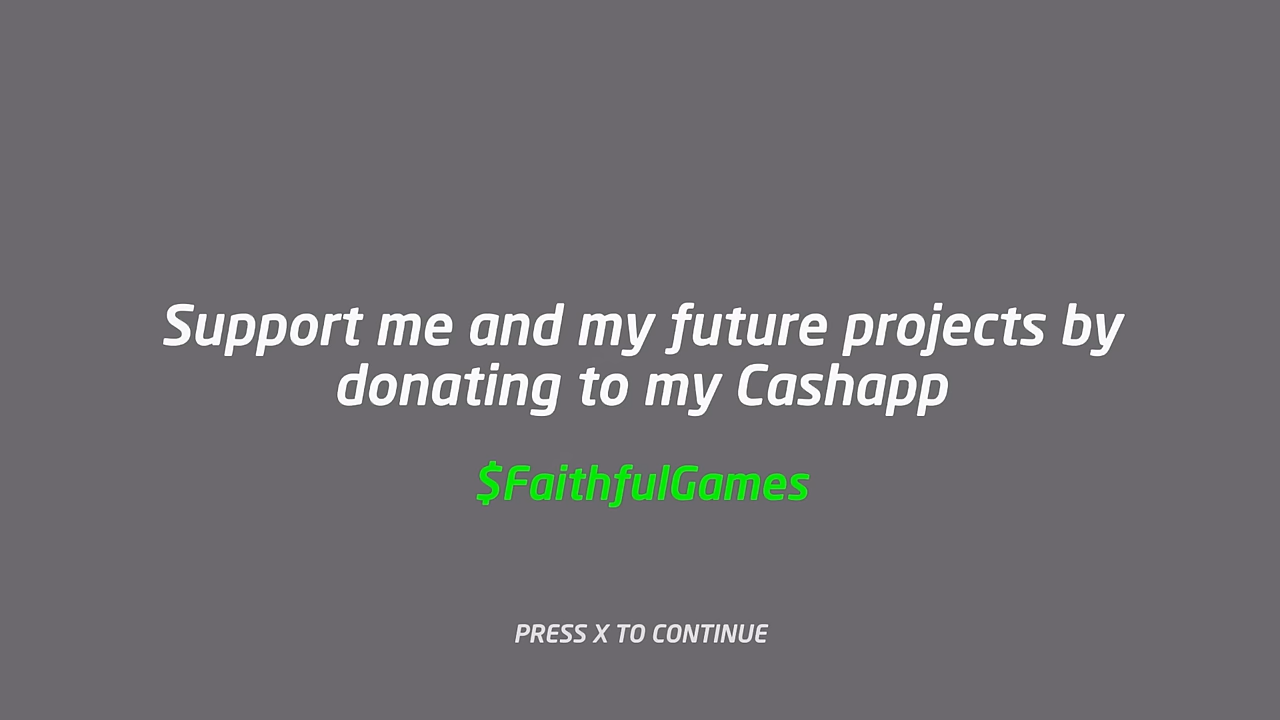 Support me and my future projects by
donating to my Cashapp
$FaithfulGames
PRESS X TO CONTINUE